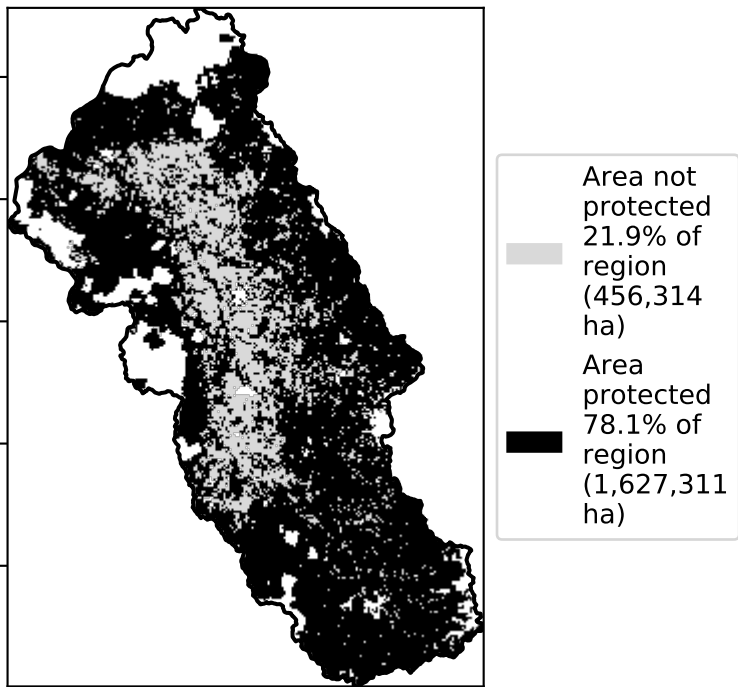 Area not
protected
21.9% of
region
(456,314
ha)
Area
protected
78.1% of
region
(1,627,311
ha)